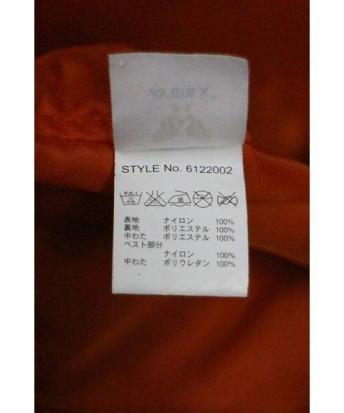 STYLE No. 6122002
表地 ナイロン 100%
裏地 ポリエステル 100%
中わた ポリエステル 100%
ベスト部分
ナイロン 100%
中わた ポリウレタン 100%